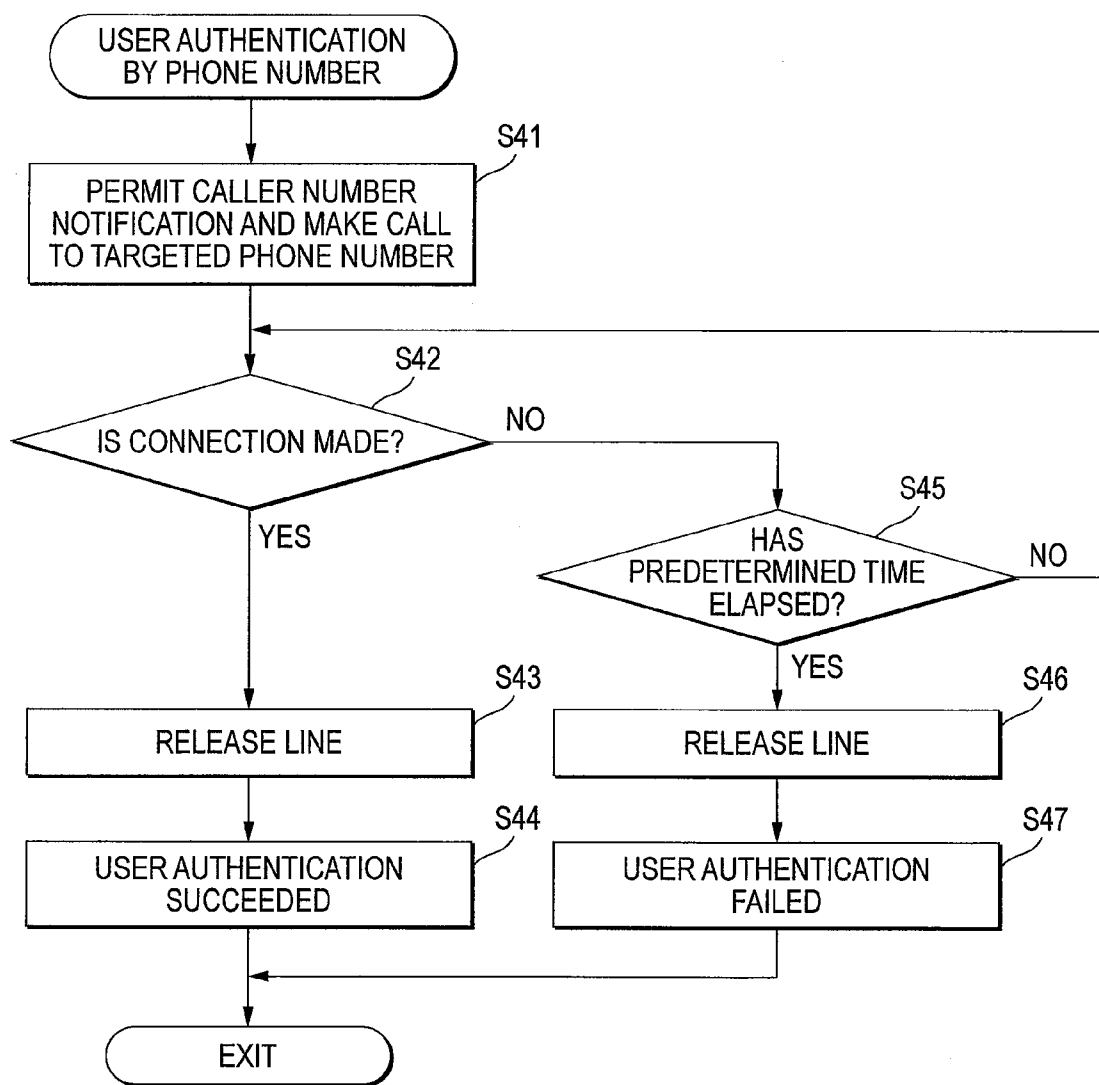 USER AUTHENTICATION
BY PHONE NUMBER
S41
PERMIT CALLER NUMBER
NOTIFICATION AND MAKE CALL
TO TARGETED PHONE NUMBER
S42
IS CONNECTION MADE?
NO
YES
S45
HAS
PREDETERMINED TIME
ELAPSED?
NO
YES
S43
RELEASE LINE
S46
RELEASE LINE
S44
USER AUTHENTICATION
SUCCEEDED
S47
USER AUTHENTICATION
FAILED
EXIT